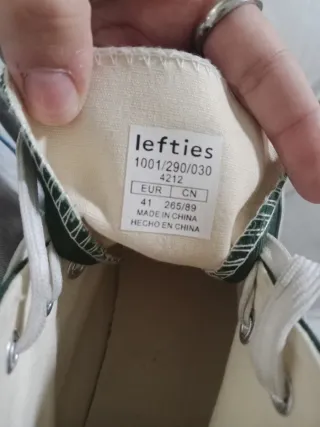 lefties
1001/290/030
4212
EUR CN
41 265/89
MADE IN CHINA
HECHO EN CHINA